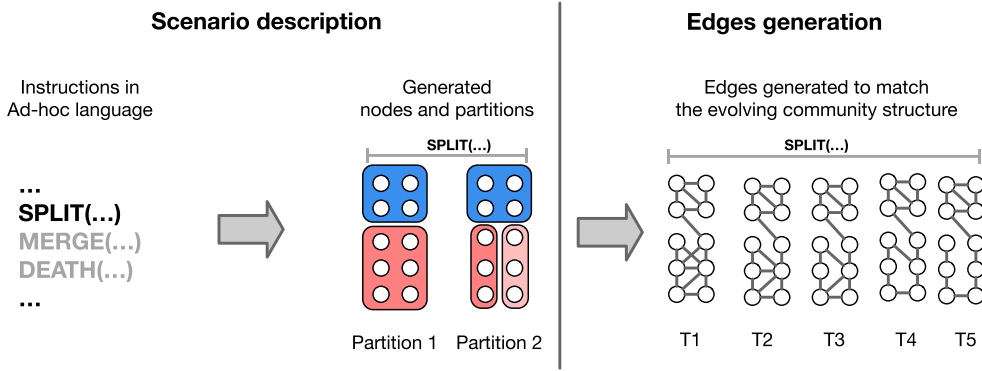 Scenario description
Edges generation
Instructions in
Ad-hoc language
Generated
nodes and partitions
Edges generated to match
the evolving community structure
SPLIT(...)
SPLIT(...)
...
SPLIT(...)
MERGE(...)
DEATH(...)
...
Partition 1
Partition 2
T1
T2
T3
T4
T5